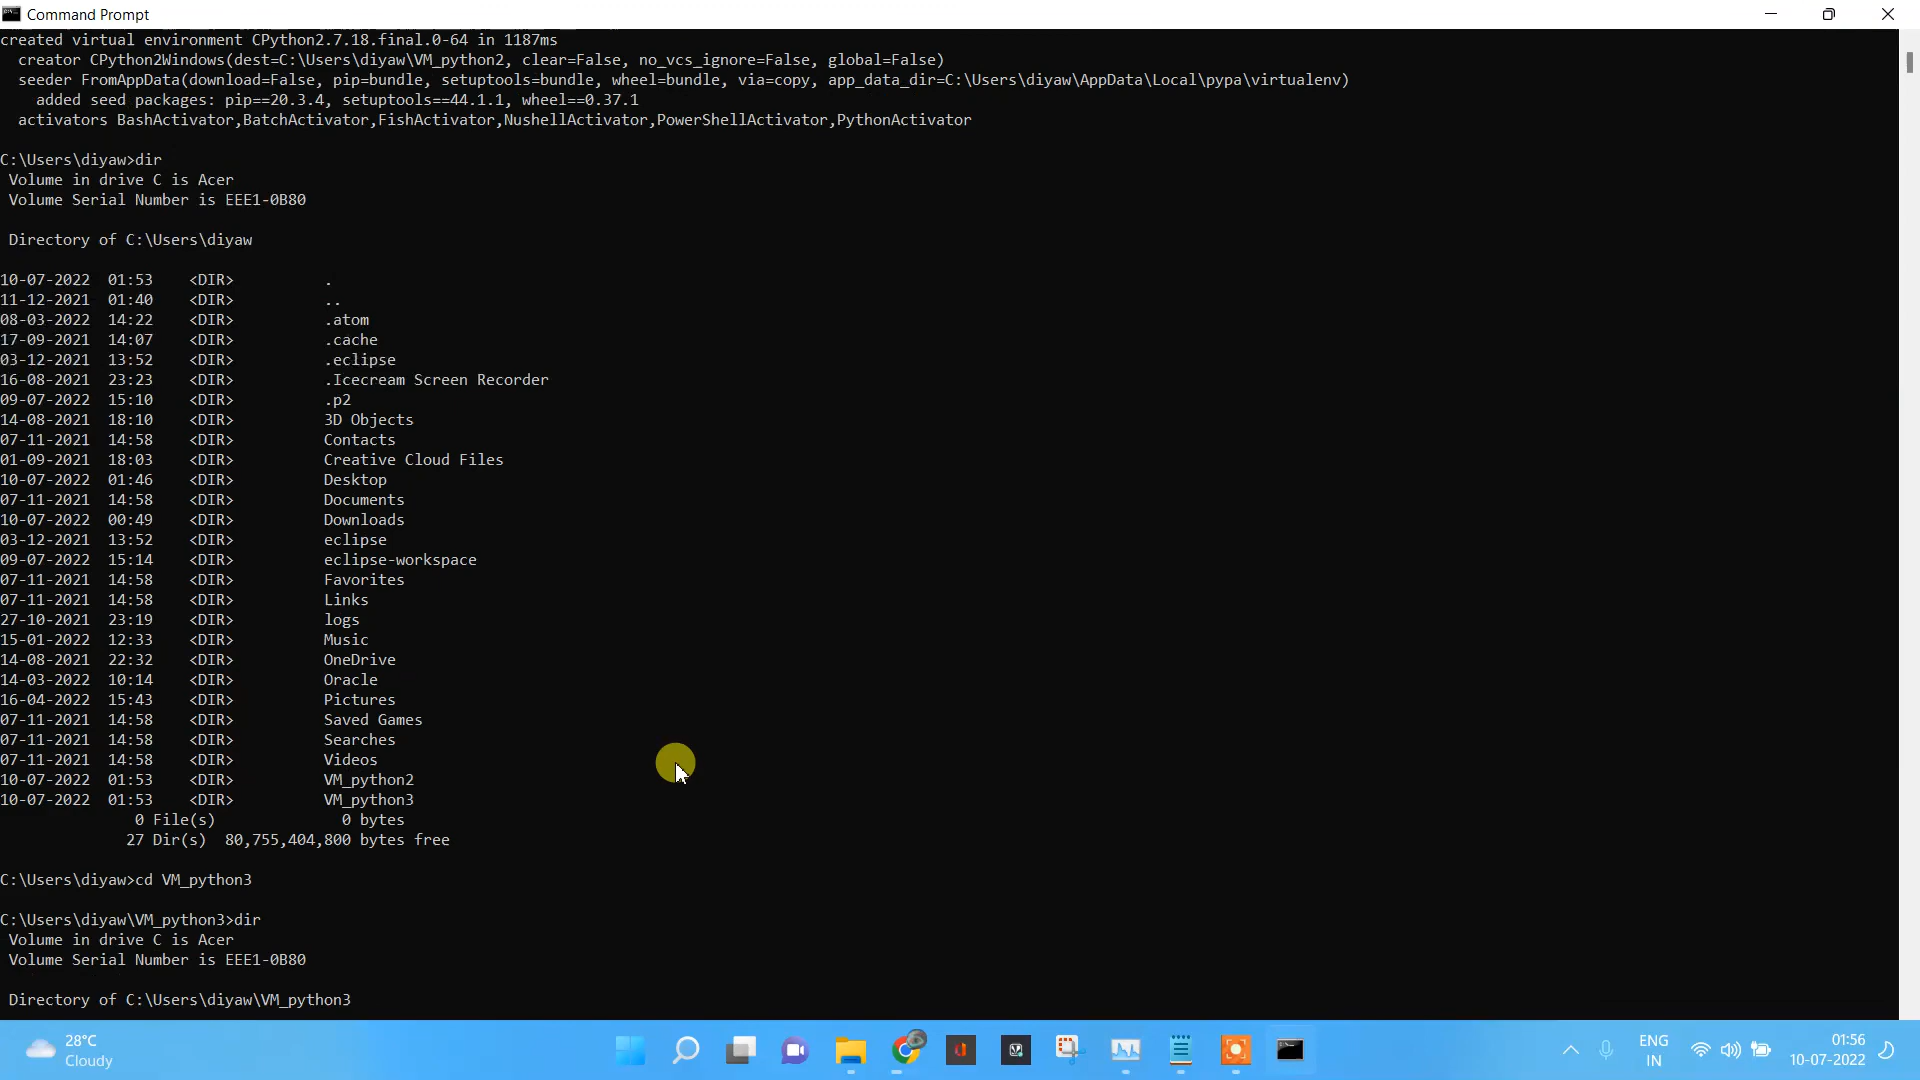 Command Prompt
created virtual environment CPython2.7.18.final.0-64 in 1187ms
  creator CPython2Windows(dest=C:\Users\diyaw\VM_python2, clear=False, no_vcs_ignore=False, global=False)
  seeder FromAppData(download=False, pip=bundle, setuptools=bundle, wheel=bundle, via=copy, app_data_dir=C:\Users\diyaw\AppData\Local\pypa\virtualenv)
    added seed packages: pip==20.3.4, setuptools==44.1.1, wheel==0.37.1
  activators BashActivator,BatchActivator,FishActivator,NushellActivator,PowerShellActivator,PythonActivator
C:\Users\diyaw>dir
 Volume in drive C is Acer
 Volume Serial Number is EEE1-0B80
 Directory of C:\Users\diyaw
10-07-2022  01:53    <DIR>          .
11-12-2021  01:40    <DIR>          ..
08-03-2022  14:22    <DIR>          .atom
17-09-2021  14:07    <DIR>          .cache
03-12-2021  13:52    <DIR>          .eclipse
16-08-2021  23:23    <DIR>          .Icecream Screen Recorder
09-07-2022  15:10    <DIR>          .p2
14-08-2021  18:10    <DIR>          3D Objects
07-11-2021  14:58    <DIR>          Contacts
01-09-2021  18:03    <DIR>          Creative Cloud Files
10-07-2022  01:46    <DIR>          Desktop
07-11-2021  14:58    <DIR>          Documents
10-07-2022  00:49    <DIR>          Downloads
03-12-2021  13:52    <DIR>          eclipse
09-07-2022  15:14    <DIR>          eclipse-workspace
07-11-2021  14:58    <DIR>          Favorites
07-11-2021  14:58    <DIR>          Links
27-10-2021  23:19    <DIR>          logs
15-01-2022  12:33    <DIR>          Music
14-08-2021  22:32    <DIR>          OneDrive
14-03-2022  10:14    <DIR>          Oracle
16-04-2022  15:43    <DIR>          Pictures
07-11-2021  14:58    <DIR>          Saved Games
07-11-2021  14:58    <DIR>          Searches
07-11-2021  14:58    <DIR>          Videos
10-07-2022  01:53    <DIR>          VM_python2
10-07-2022  01:53    <DIR>          VM_python3
               0 File(s)              0 bytes
              27 Dir(s)  80,755,404,800 bytes free
C:\Users\diyaw>cd VM_python3
C:\Users\diyaw\VM_python3>dir
 Volume in drive C is Acer
 Volume Serial Number is EEE1-0B80
 Directory of C:\Users\diyaw\VM_python3
28°C
Cloudy
ENG
IN
01:56
10-07-2022